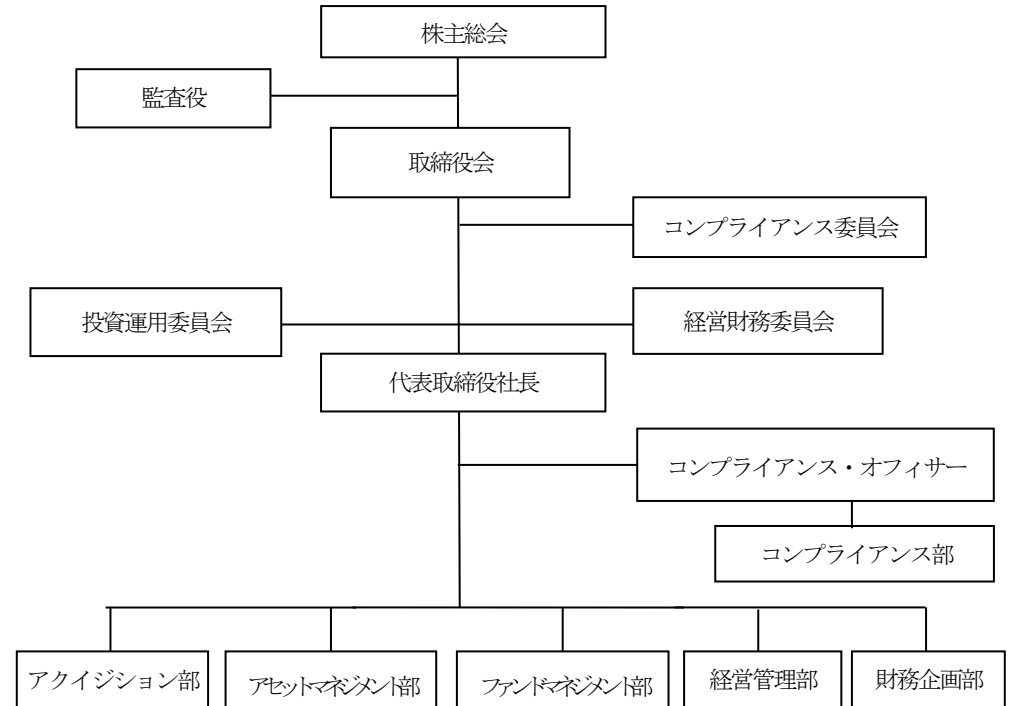 株主総会
監査役
取締役会
コンプライアンス委員会
投資運用委員会
経営財務委員会
代表取締役社長
コンプライアンス・オフィサー
コンプライアンス部
アクイジション部
アセットマネジメント部
ファンドマネジメント部
経営管理部
財務企画部